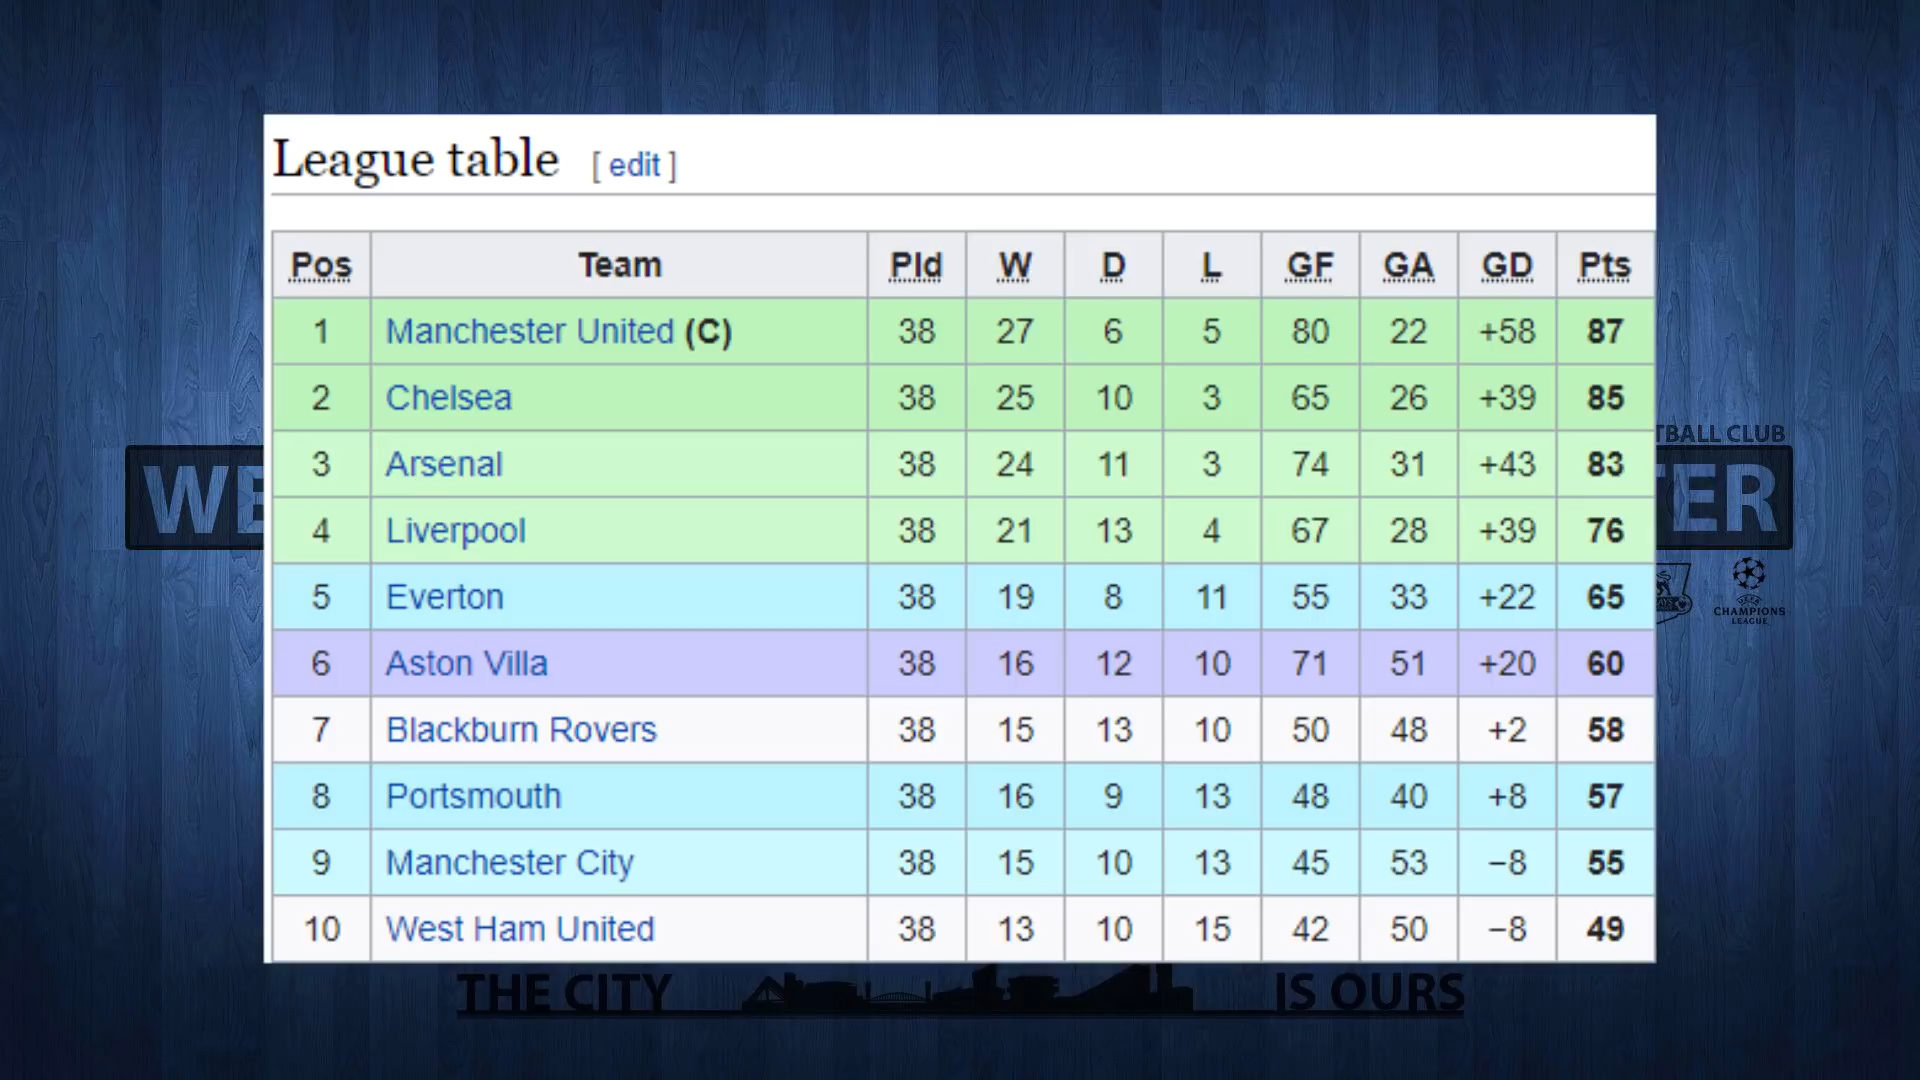 League table [ edit ]
Pos Team Pld W D L GF GA GD Pts
1 Manchester United (C) 38 27 6 5 80 22 +58 87
2 Chelsea 38 25 10 3 65 26 +39 85
3 Arsenal 38 24 11 3 74 31 +43 83
4 Liverpool 38 21 13 4 67 28 +39 76
5 Everton 38 19 8 11 55 33 +22 65
6 Aston Villa 38 16 12 10 71 51 +20 60
7 Blackburn Rovers 38 15 13 10 50 48 +2 58
8 Portsmouth 38 16 9 13 48 40 +8 57
9 Manchester City 38 15 10 13 45 53 −8 55
10 West Ham United 38 13 10 15 42 50 −8 49
TBALL CLUB
WE TER
UEFA
CHAMPIONS
LEAGUE
THE CITY IS OURS